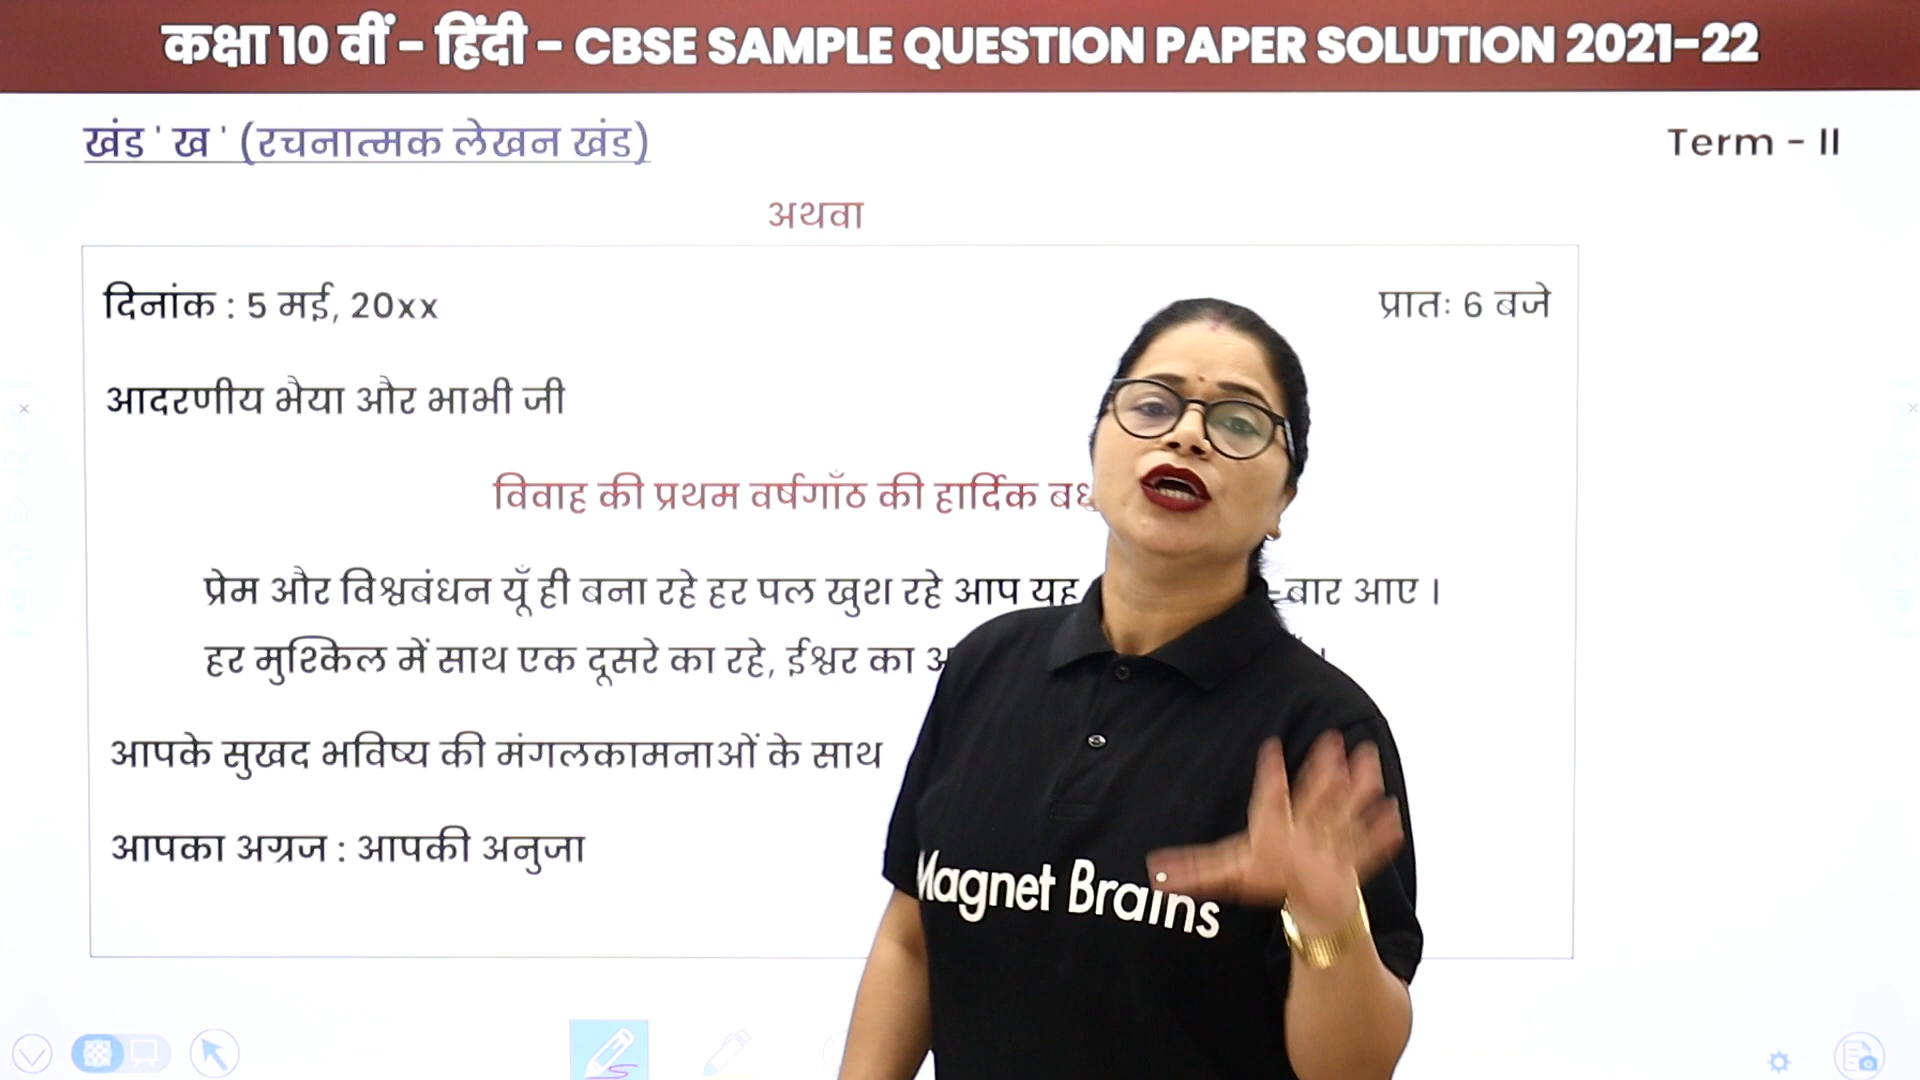 कक्षा 10 वीं - हिंदी - CBSE SAMPLE QUESTION PAPER SOLUTION 2021-22
खंड ' ख ' (रचनात्मक लेखन खंड)
Term - II
अथवा
दिनांक : 5 मई, 20xx
प्रातः 6 बजे
आदरणीय भैया और भाभी जी
विवाह की प्रथम वर्षगाँठ की हार्दिक
प्रेम और विश्वबंधन यूँ ही बना रहे हर पल खुश रहे आप यह बार आए ।
हर मुश्किल में साथ एक दूसरे का रहे, ईश्वर का ।
आपके सुखद भविष्य की मंगलकामनाओं के साथ
आपका अग्रज : आपकी अनुजा
Magnet Brains